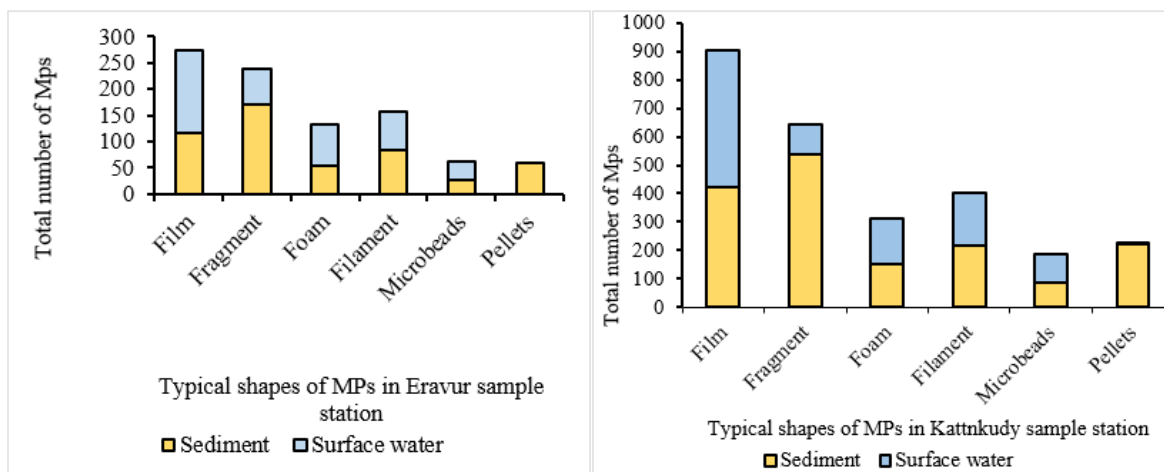 Total number of Mps
300
250
200
150
100
50
0
Film
Fragment
Foam
Filament
Microbeads
Pellets
Typical shapes of MPs in Eravur sample
station
Sediment
Surface water
Total number of Mps
1000
900
800
700
600
500
400
300
200
100
0
Film
Fragment
Foam
Filament
Microbeads
Pellets
Typical shapes of MPs in Kattnkudy sample station
Sediment
Surface water